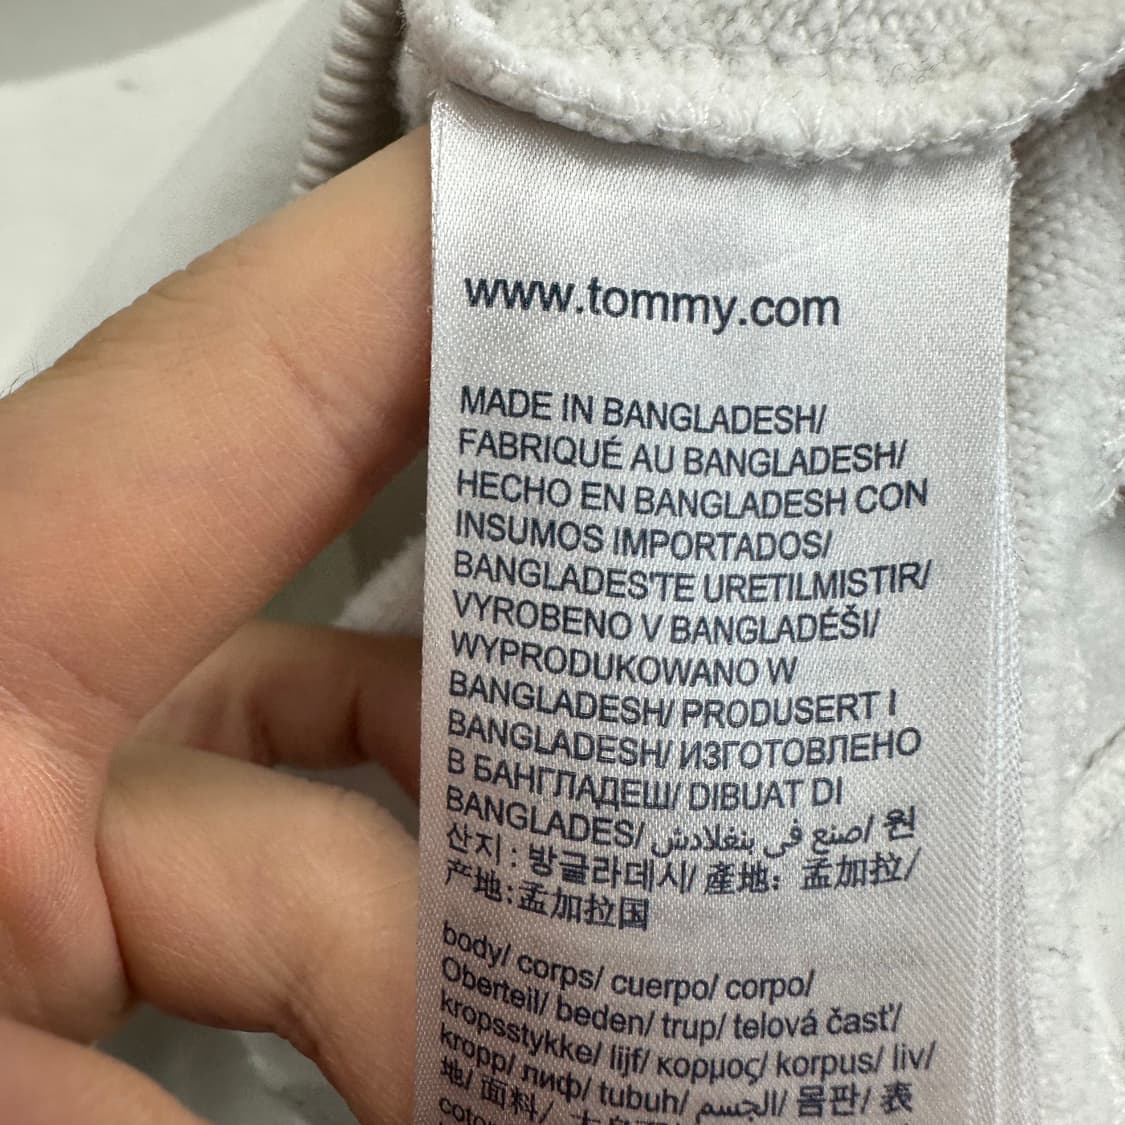 www.tommy.com
MADE IN BANGLADESH/
FABRIQUÉ AU BANGLADESH/
HECHO EN BANGLADESH CON
INSUMOS IMPORTADOS/
BANGLADES'TE URETILMISTIR/
VYROBENO V BANGLADÉŠI/
WYPRODUKOWANO W
BANGLADESH/ PRODUSERT I
BANGLADESH/ ИЗГОТОВЛЕНО
В БАНГЛАДЕШ/ DIBUAT DI
BANGLADES/ صنع في بنغلادش/ 원
산지 : 방글라데시/ 產地: 孟加拉/
产地:孟加拉国
body/ corps/ cuerpo/ corpo/
Oberteil/ beden/ trup/ telová časť/
kropsstykke/ lijf/ κορμος/ korpus/ liv/
kropp/ лиф/ tubuh/ الجسم/ 몸판/ 表
地/ 面料/